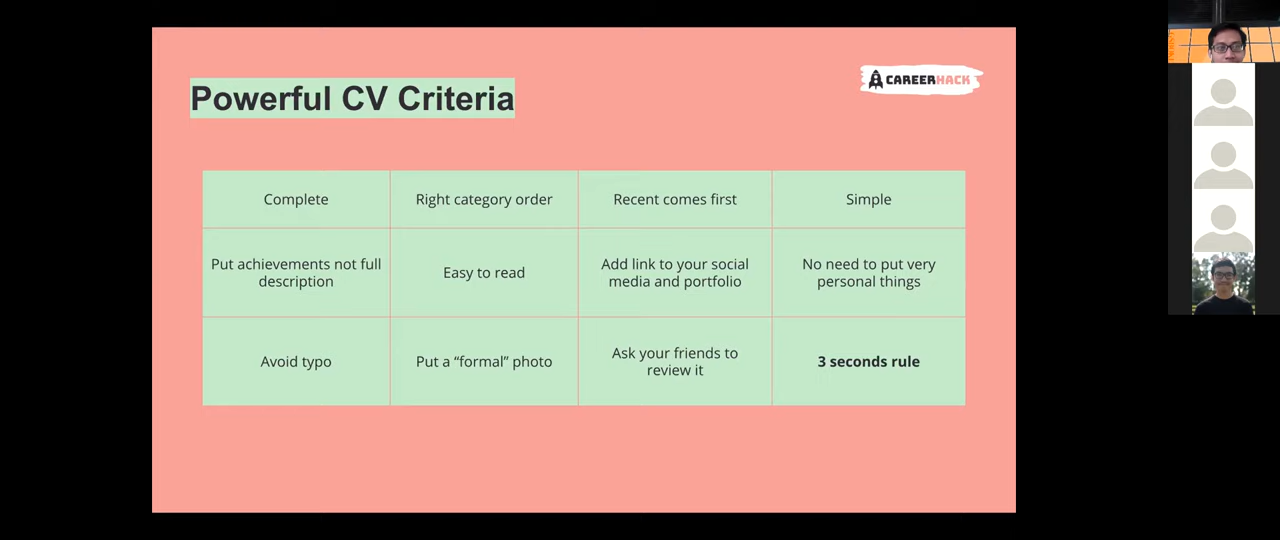 Powerful CV Criteria
CAREERHACK
Complete
Right category order
Recent comes first
Simple
Put achievements not full
description
Easy to read
Add link to your social
media and portfolio
No need to put very
personal things
Avoid typo
Put a “formal” photo
Ask your friends to
review it
3 seconds rule